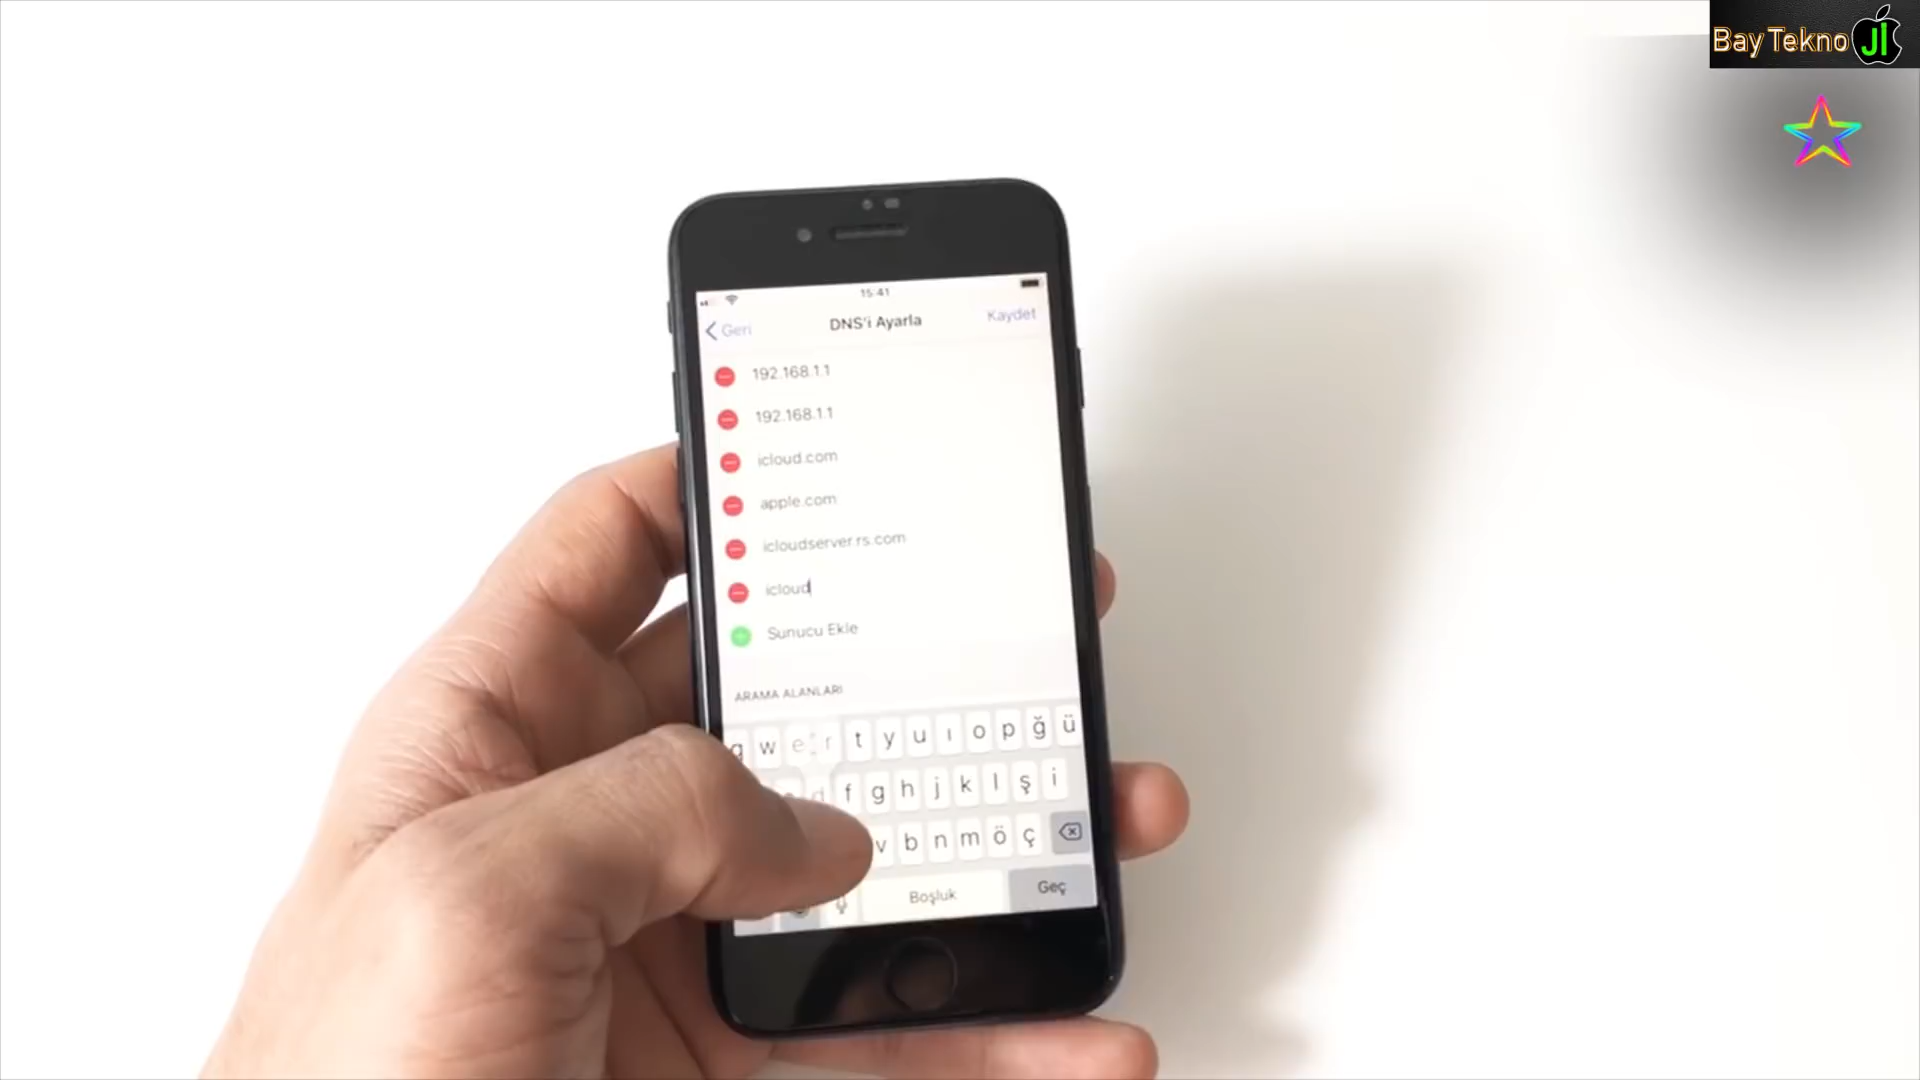 Bay Tekno Jl
15:41
Geri
DNS'i Ayarla
Kaydet
192.168.1.1
192.168.1.1
icloud.com
apple.com
icloudserver.rs.com
icloud
Sunucu Ekle
ARAMA ALANLARI
q w e r t y u ı o p ğ ü
d f g h j k l ş i
v b n m ö ç
Boşluk
Geç